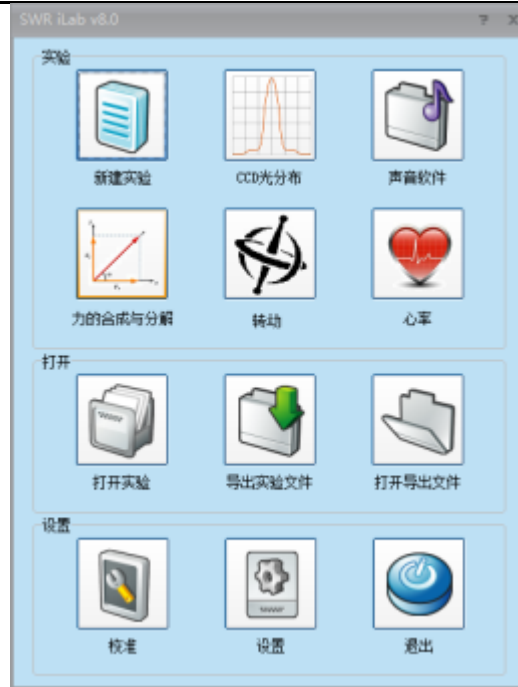 SWR iLab v8.0
实验
新建实验
CCD光分布
声音软件
力的合成与分解
转动
心率
打开
打开实验
导出实验文件
打开导出文件
设置
校准
设置
退出